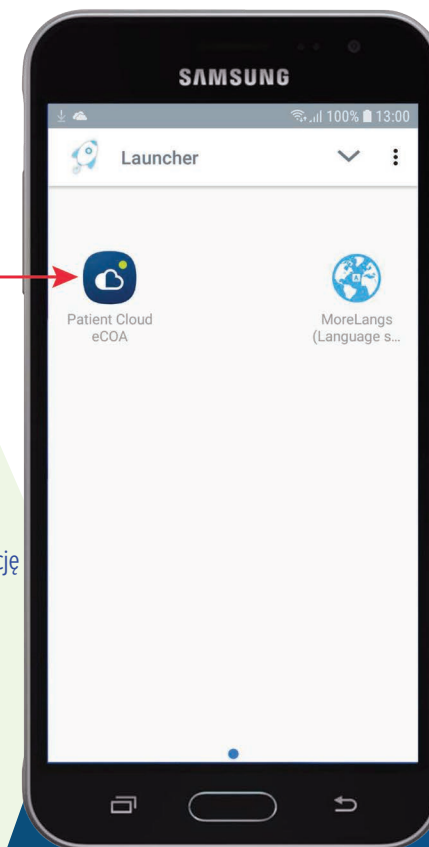 SAMSUNG
100% 13:00
Launcher
Patient Cloud
eCOA
MoreLangs
(Language s...
A
cję